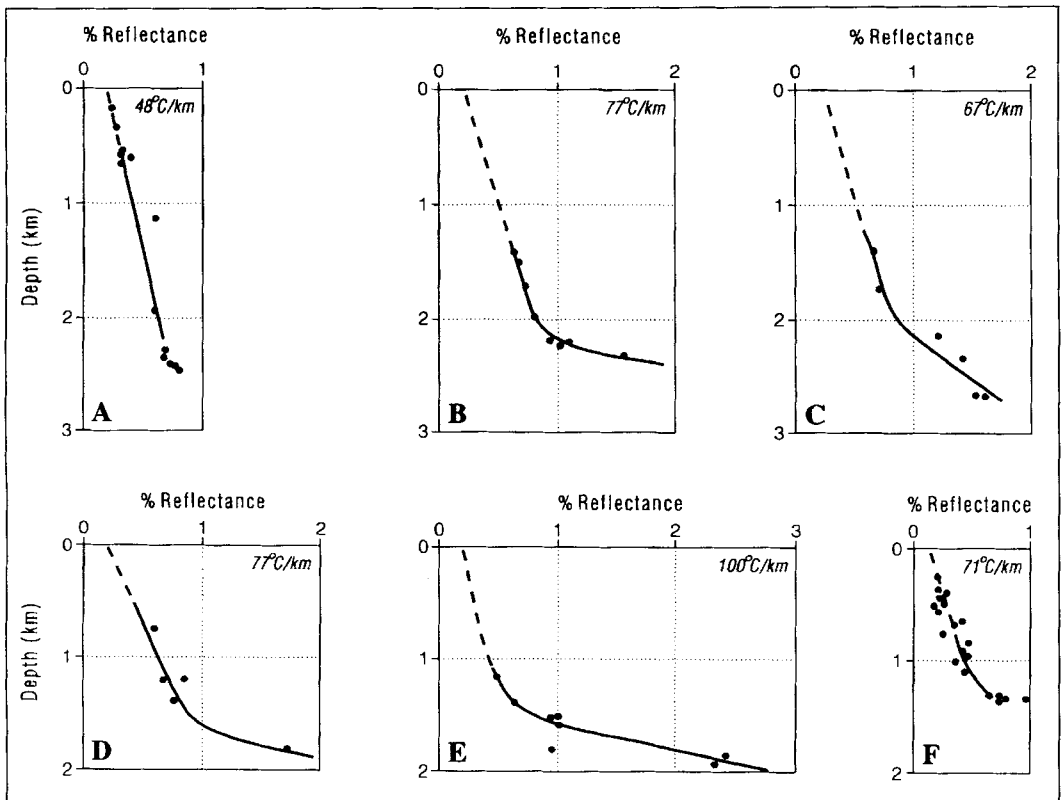 % Reflectance % Reflectance % Reflectance
0 1 0 1 2 0 1 2
0 48°C/km 0 77°C/km 0 67°C/km
1 1 1
Depth (km)
2 2 2
A B C
3 3 3
% Reflectance % Reflectance % Reflectance
0 1 2 0 1 2 3 0 1
0 77°C/km 0 100°C/km 0 71°C/km
Depth (km)
1 1 1
D E F
2 2 2